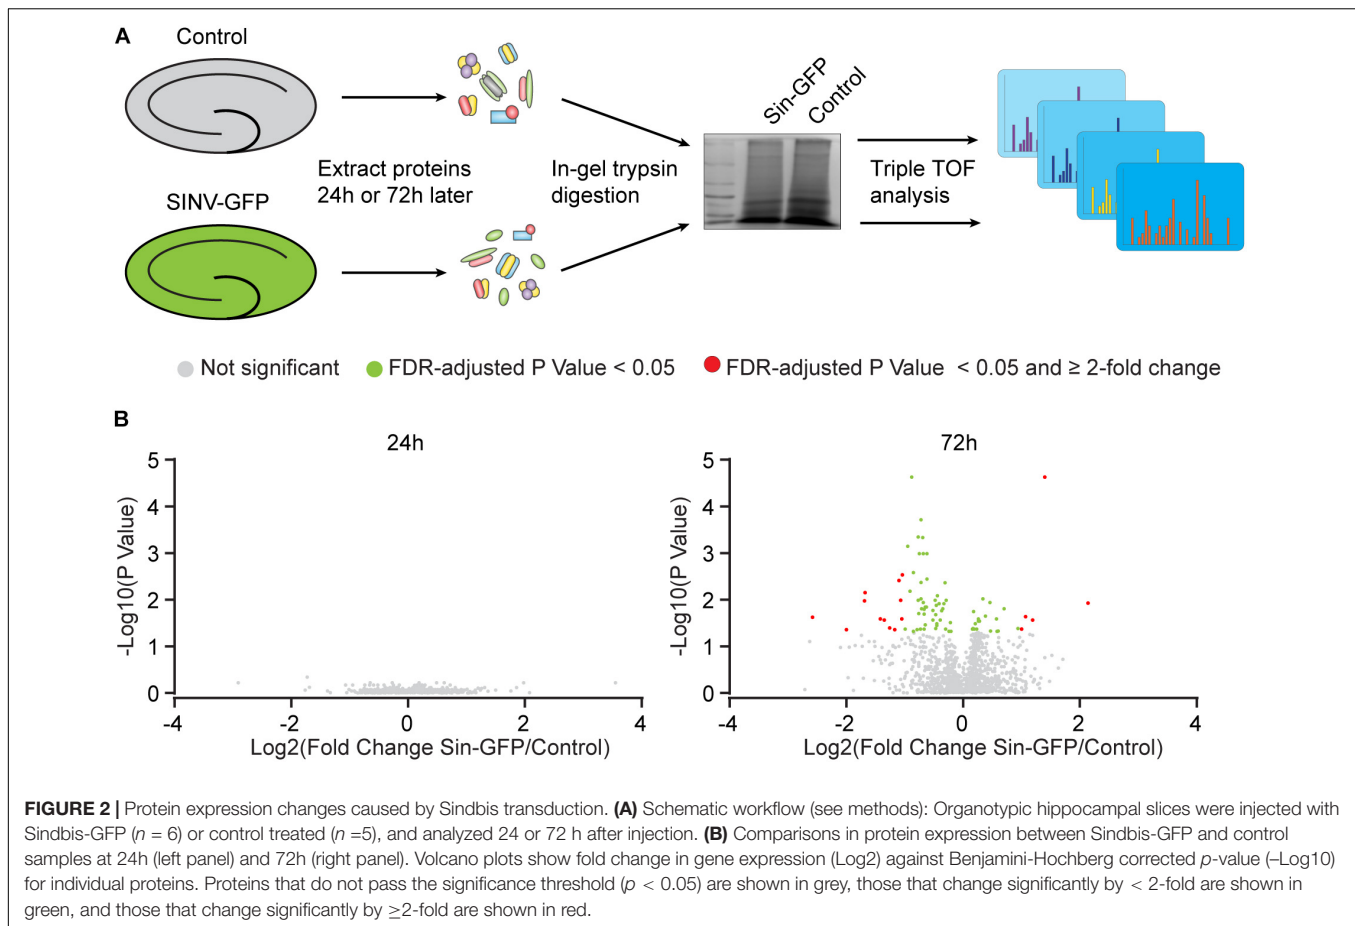 A
Control
SINV-GFP
Extract proteins
24h or 72h later
In-gel trypsin
digestion
Sin-GFP
Control
Triple TOF
analysis
Not significant
FDR-adjusted P Value < 0.05
FDR-adjusted P Value < 0.05 and ≥ 2-fold change
B
24h
5
4
3
2
1
0
-Log10(P Value)
-4 -2 0 2 4
Log2(Fold Change Sin-GFP/Control)
72h
5
4
3
2
1
0
-Log10(P Value)
-4 -2 0 2 4
Log2(Fold Change Sin-GFP/Control)
FIGURE 2 | Protein expression changes caused by Sindbis transduction. (A) Schematic workflow (see methods): Organotypic hippocampal slices were injected with
Sindbis-GFP (n = 6) or control treated (n =5), and analyzed 24 or 72 h after injection. (B) Comparisons in protein expression between Sindbis-GFP and control
samples at 24h (left panel) and 72h (right panel). Volcano plots show fold change in gene expression (Log2) against Benjamini-Hochberg corrected p-value (–Log10)
for individual proteins. Proteins that do not pass the significance threshold (p < 0.05) are shown in grey, those that change significantly by < 2-fold are shown in
green, and those that change significantly by ≥2-fold are shown in red.